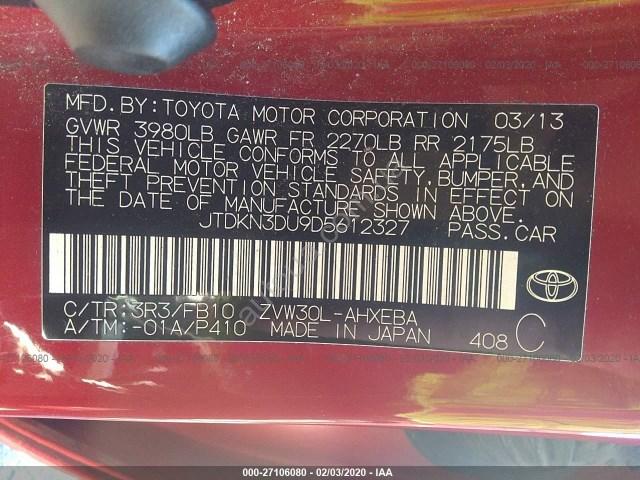 MFD. BY: TOYOTA MOTOR CORPORATION 03/13
GVWR 3980LB GAWR FR 2270LB RR 2175LB
THIS VEHICLE CONFORMS TO ALL APPLICABLE
FEDERAL MOTOR VEHICLE SAFETY, BUMPER, AND
THEFT PREVENTION STANDARDS IN EFFECT ON
THE DATE OF MANUFACTURE SHOWN ABOVE.
PASS. CAR
C/TR: 3R3/FB10 ZVW30L-AHXEBA
A/TM: -01A/P410 MADE IN JAPAN 408 C
TOYOTA
000-27106080 - 02/03/2020 - IAA